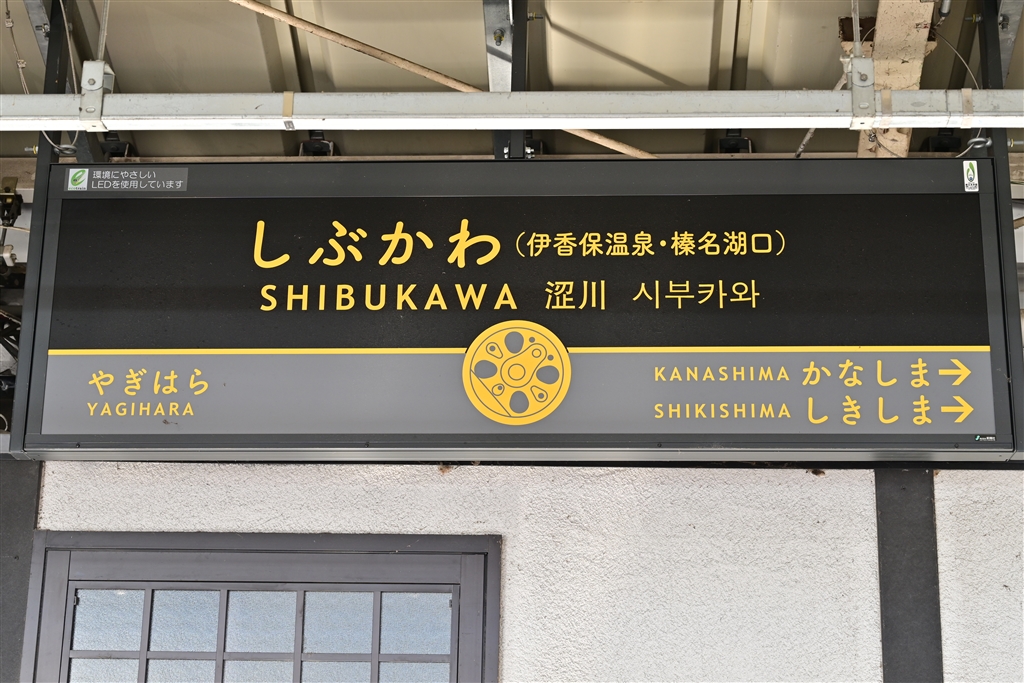 環境にやさしい
LEDを使用しています
しぶかわ（伊香保温泉・榛名湖口）
SHIBUKAWA 涩川 시부카와
やぎはら
YAGIHARA
KANASHIMA かなしま→
SHIKISHIMA しきしま→